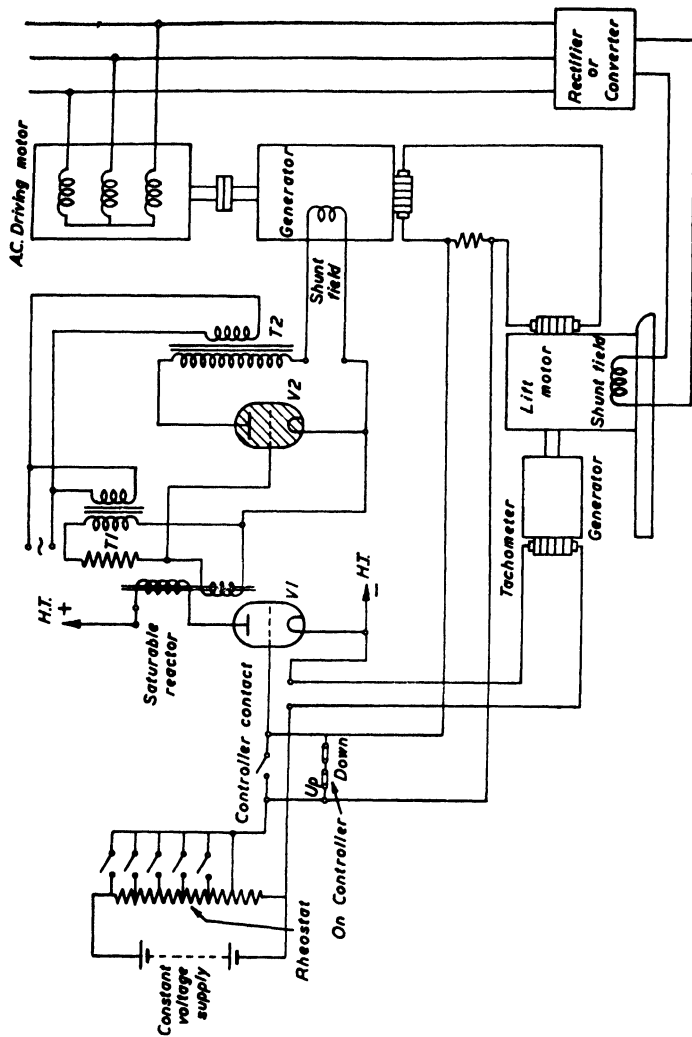 A.C. Driving motor
Generator
Shunt
field
Rectifier
or
Converter
T2
V2
T1
~
H.T.
+
Saturable
reactor
V1
H.T.
−
Lift
motor
Shunt field
Tachometer
Generator
Controller contact
Up
Down
On Controller
Rheostat
Constant
voltage
supply